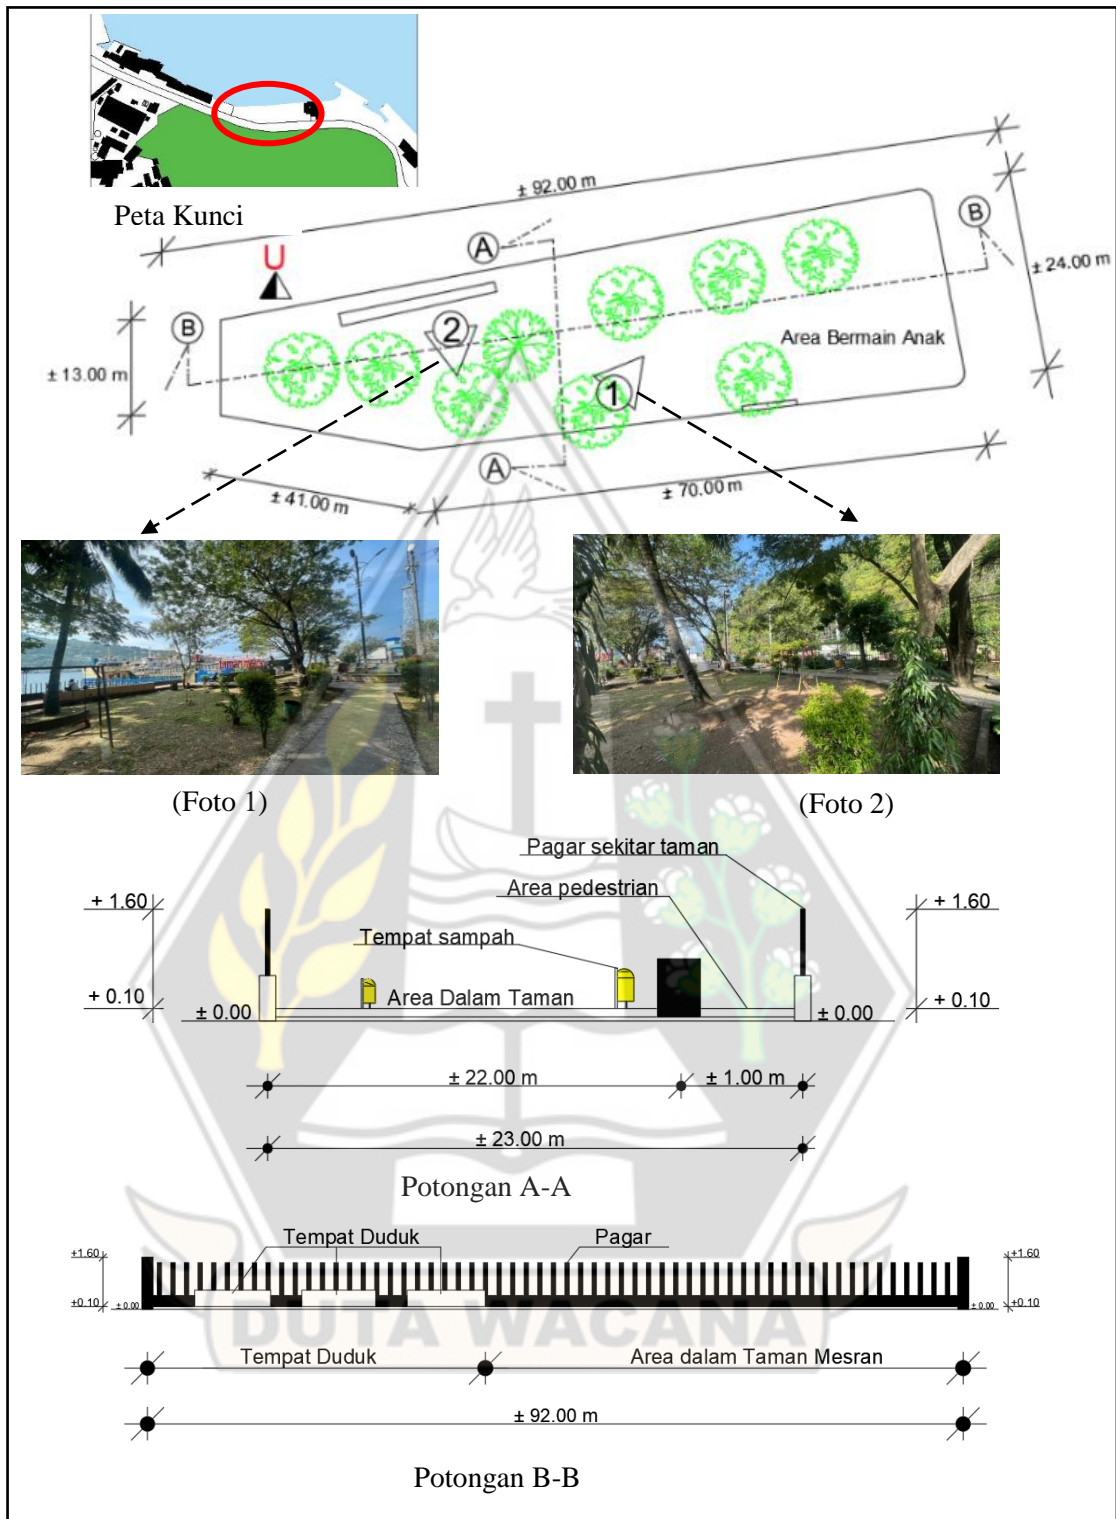 ± 92.00 m
Peta Kunci
U
A
B
± 24.00 m
B
2
Area Bermain Anak
± 13.00 m
1
A
± 41.00 m
± 70.00 m
(Foto 1)
(Foto 2)
Pagar sekitar taman
Area pedestrian
+ 1.60
+ 1.60
Tempat sampah
+ 0.10
Area Dalam Taman
+ 0.10
± 0.00
± 0.00
± 22.00 m
± 1.00 m
± 23.00 m
Potongan A-A
Tempat Duduk
Pagar
+1.60
+1.60
+0.10
± 0.00
± 0.00
+0.10
DUTA WACANA
Tempat Duduk
Area dalam Taman Mesran
± 92.00 m
Potongan B-B